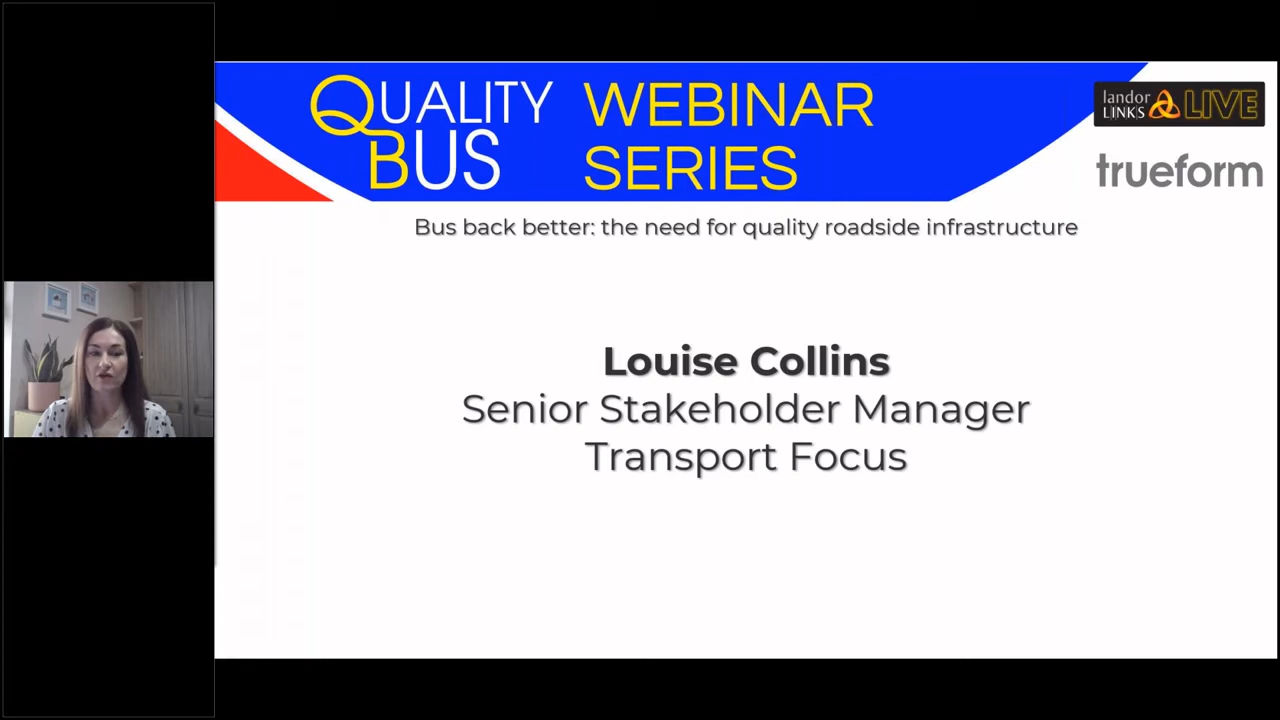 QUALITY BUS
WEBINAR SERIES
landor LINKS LIVE
trueform
Bus back better: the need for quality roadside infrastructure
Louise Collins
Senior Stakeholder Manager
Transport Focus